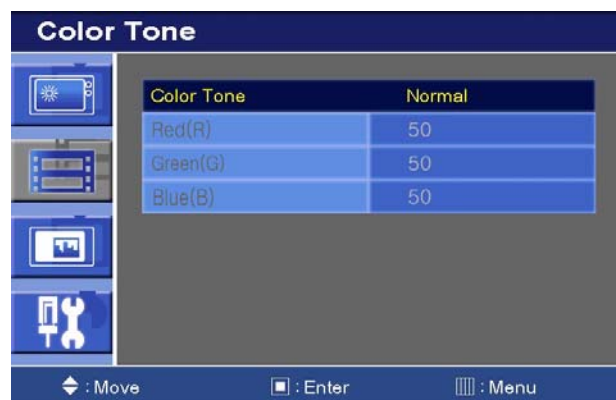 Color Tone
Color Tone Normal
Red(R) 50
Green(G) 50
Blue(B) 50
: Move : Enter : Menu